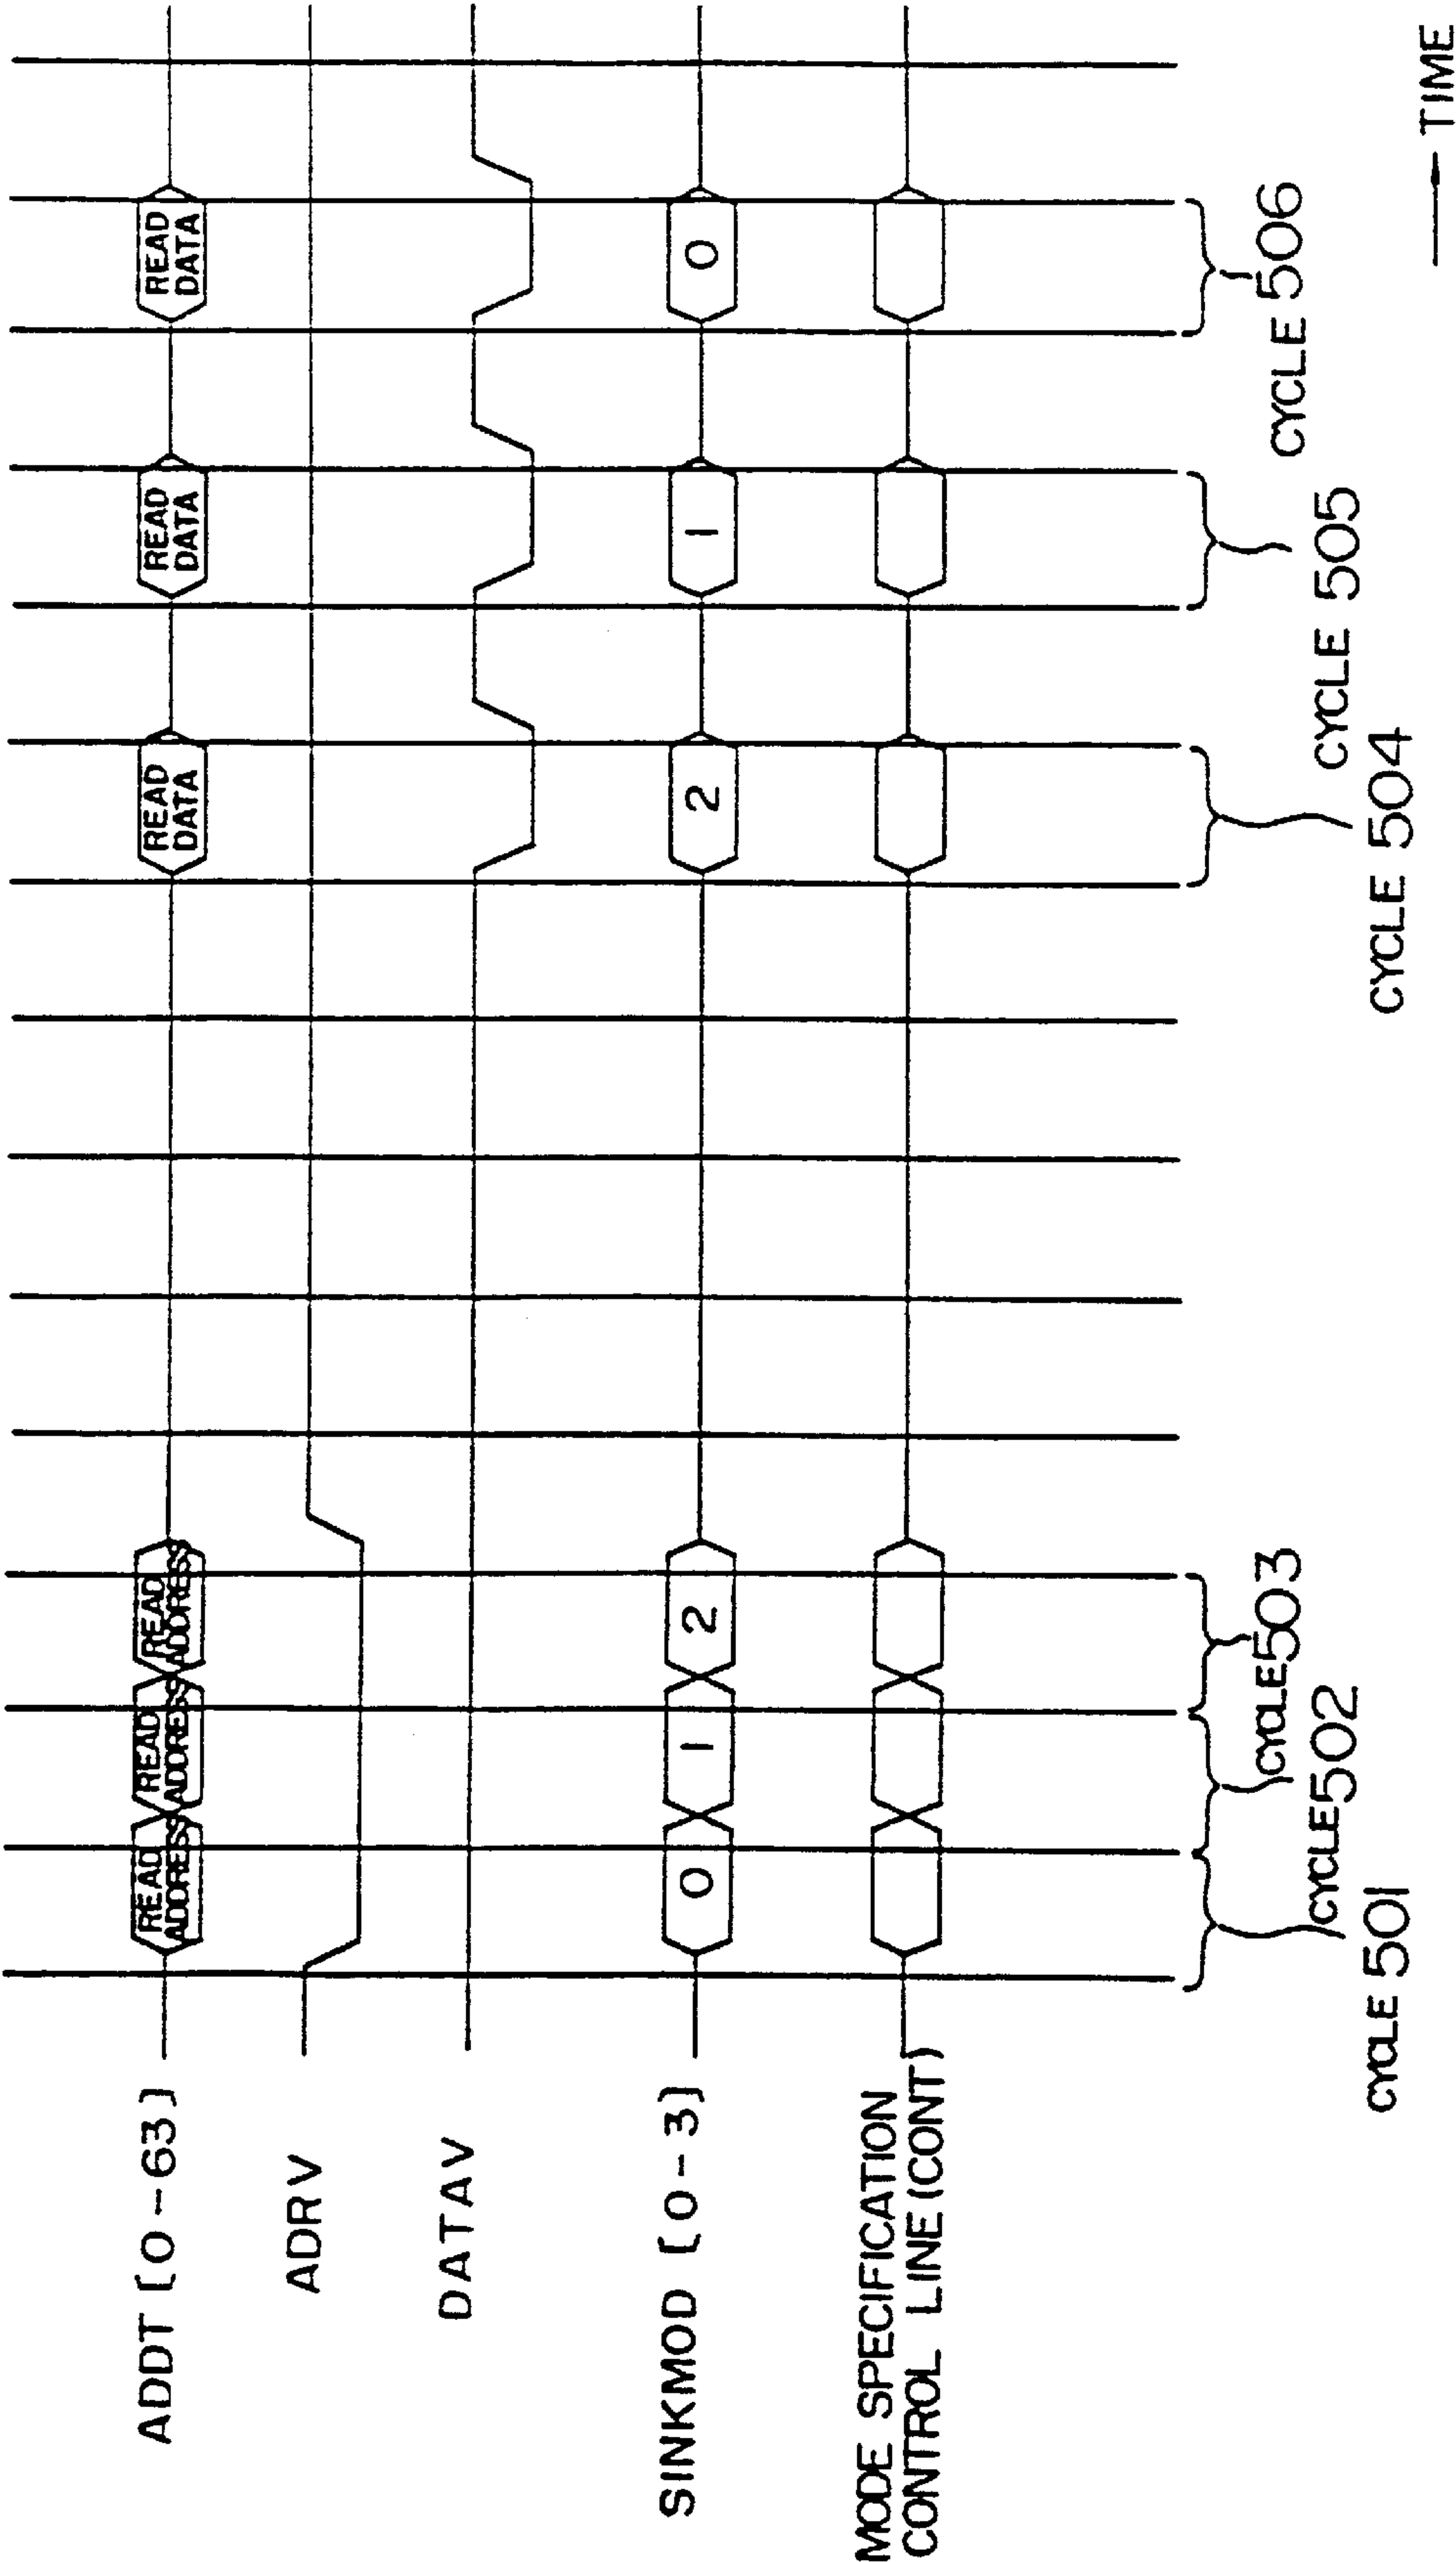 ADDT [0-63]
READ
ADDRESS
READ
ADDRESS
READ
ADDRESS
READ
DATA
READ
DATA
READ
DATA
ADRV
DATAV
SINKMOD [0-3]
0
1
2
2
1
0
MODE SPECIFICATION
CONTROL LINE (CONT)
CYCLE 501
CYCLE 502
CYCLE 503
CYCLE 504
CYCLE 505
CYCLE 506
TIME